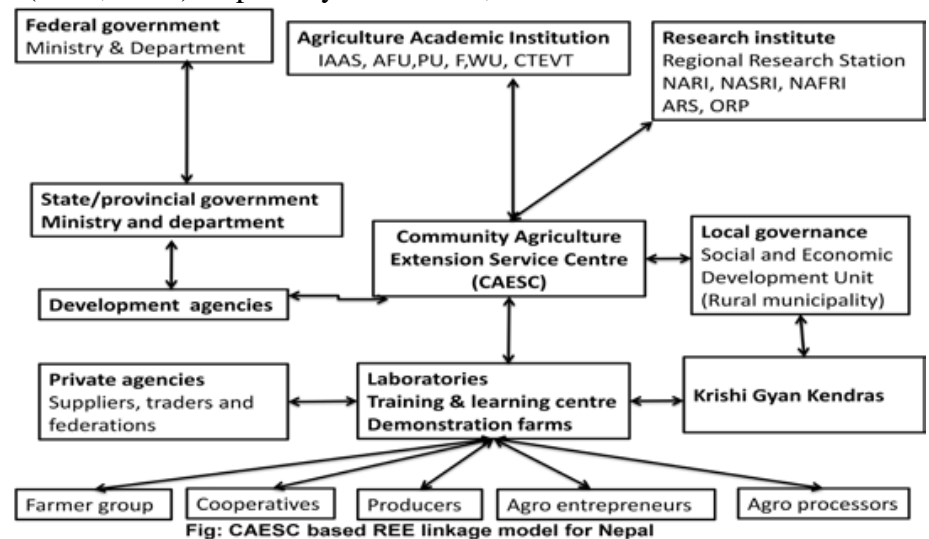 Federal government
Ministry & Department
Agriculture Academic Institution
IAAS, AFU,PU, F,WU, CTEVT
Research institute
Regional Research Station
NARI, NASRI, NAFRI
ARS, ORP
State/provincial government
Ministry and department
Community Agriculture
Extension Service Centre
(CAESC)
Local governance
Social and Economic
Development Unit
(Rural municipality)
Development agencies
Private agencies
Suppliers, traders and
federations
Laboratories
Training & learning centre
Demonstration farms
Krishi Gyan Kendras
Farmer group
Cooperatives
Producers
Agro entrepreneurs
Agro processors
Fig: CAESC based REE linkage model for Nepal